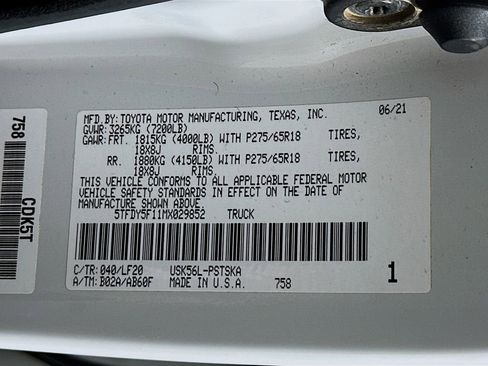 MFD.BY: TOYOTA MOTOR MANUFACTURING, TEXAS, INC. 06/21
GVWR: 3265KG (7200LB)
GAWR: FRT. 1815KG (4000LB) WITH P275/65R18 TIRES,
18X8J RIMS.
RR. 1880KG (4150LB) WITH P275/65R18 TIRES,
18X8J RIMS.
THIS VEHICLE CONFORMS TO ALL APPLICABLE FEDERAL MOTOR
VEHICLE SAFETY STANDARDS IN EFFECT ON THE DATE OF
MANUFACTURE SHOWN ABOVE.
5TFDY5F11MX029852 TRUCK
C/TR: 040/LF20 USK56L-PSTSKA
A/TM: B02A/AB60F MADE IN U.S.A. 758
1
758
CDK5T